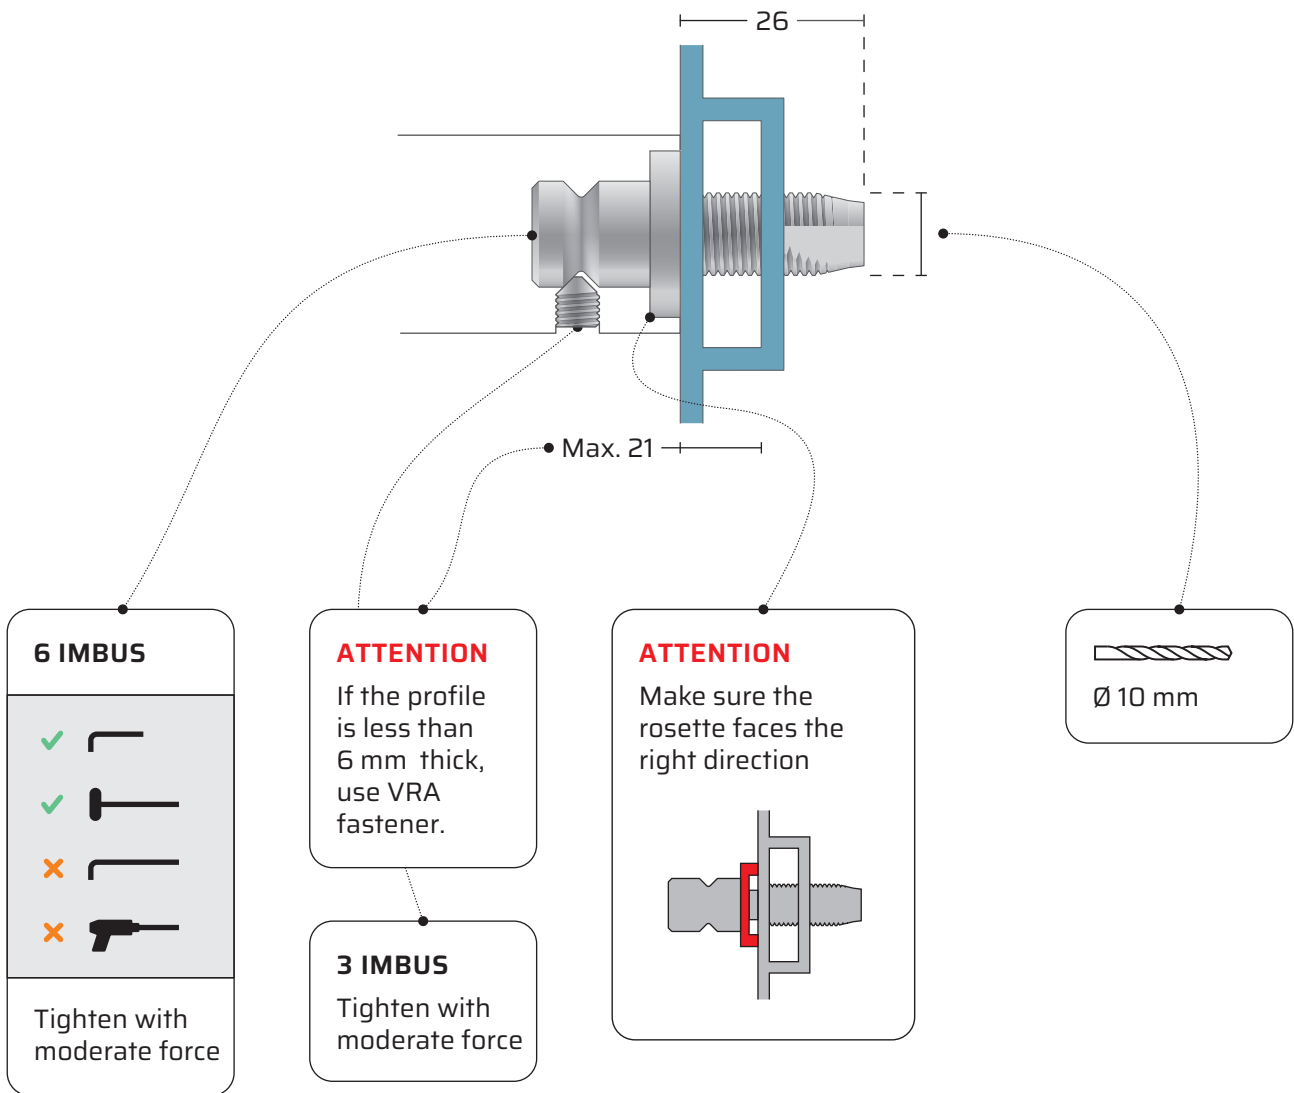 26
Max. 21
6 IMBUS
Tighten with
moderate force
ATTENTION
If the profile
is less than
6 mm thick,
use VRA
fastener.
3 IMBUS
Tighten with
moderate force
ATTENTION
Make sure the
rosette faces the
right direction
Ø 10 mm